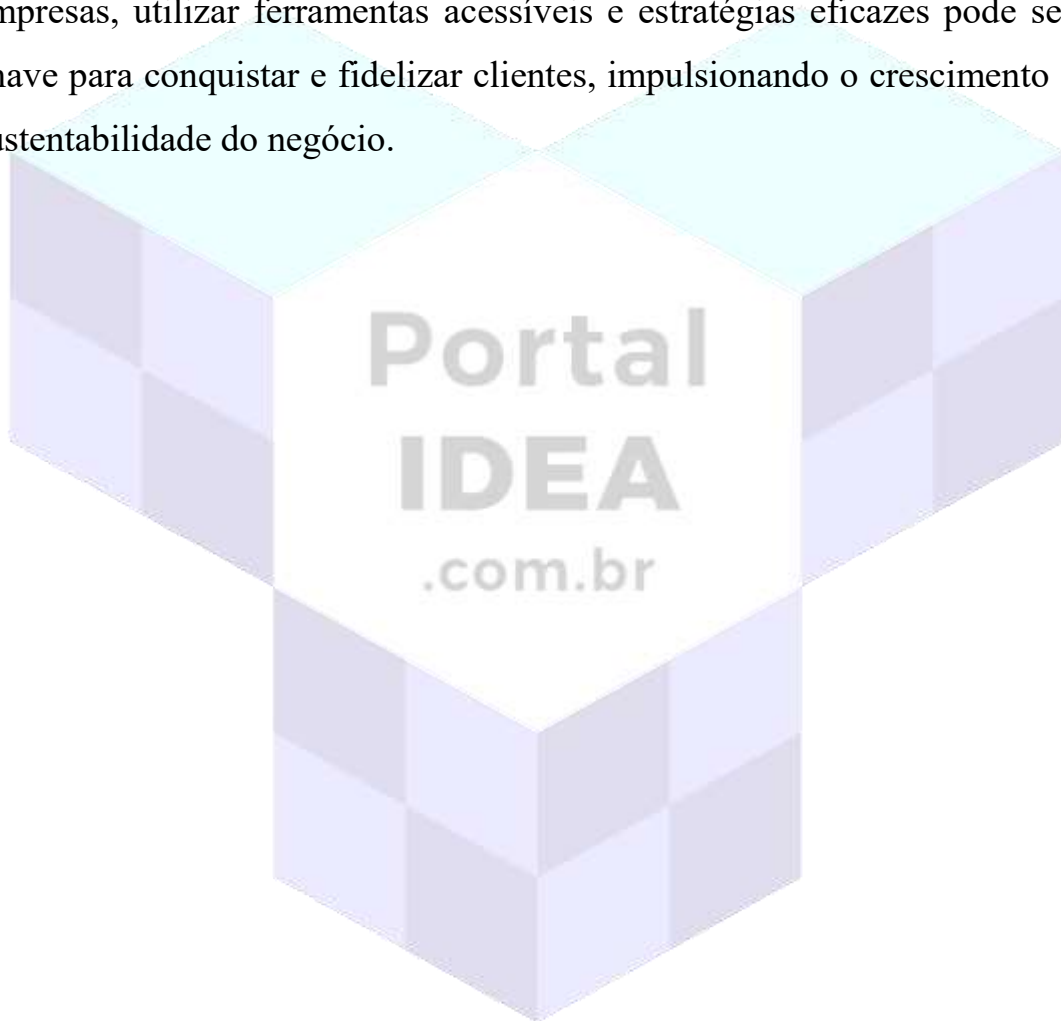 mpresas, utilizar ferramentas acessíveis e estratégias eficazes pode se
have para conquistar e fidelizar clientes, impulsionando o crescimento
ustentabilidade do negócio.
Portal
IDEA
.com.br